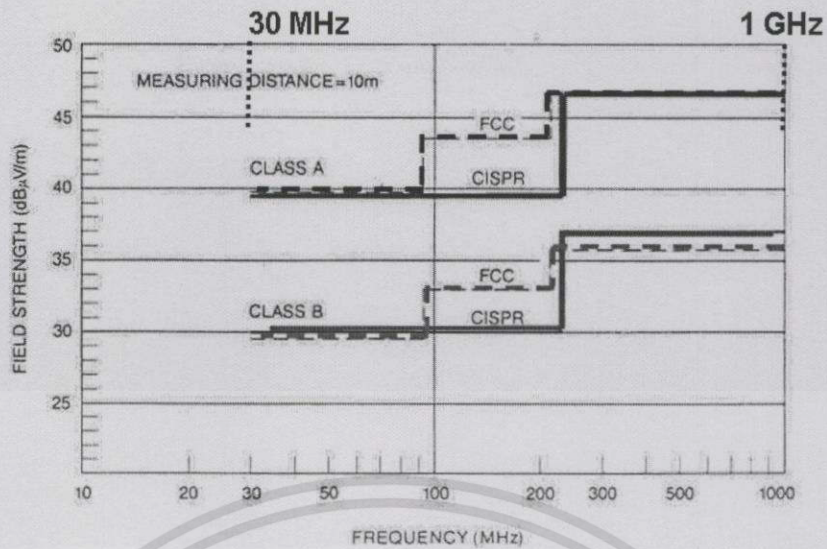 30 MHz 1 GHz
50
MEASURING DISTANCE=10m
45
FCC
CLASS A
CISPR
40
35
FCC
CLASS B
CISPR
30
25
FIELD STRENGTH (dBµV/m)
10 20 30 50 100 200 300 500 1000
FREQUENCY (MHz)